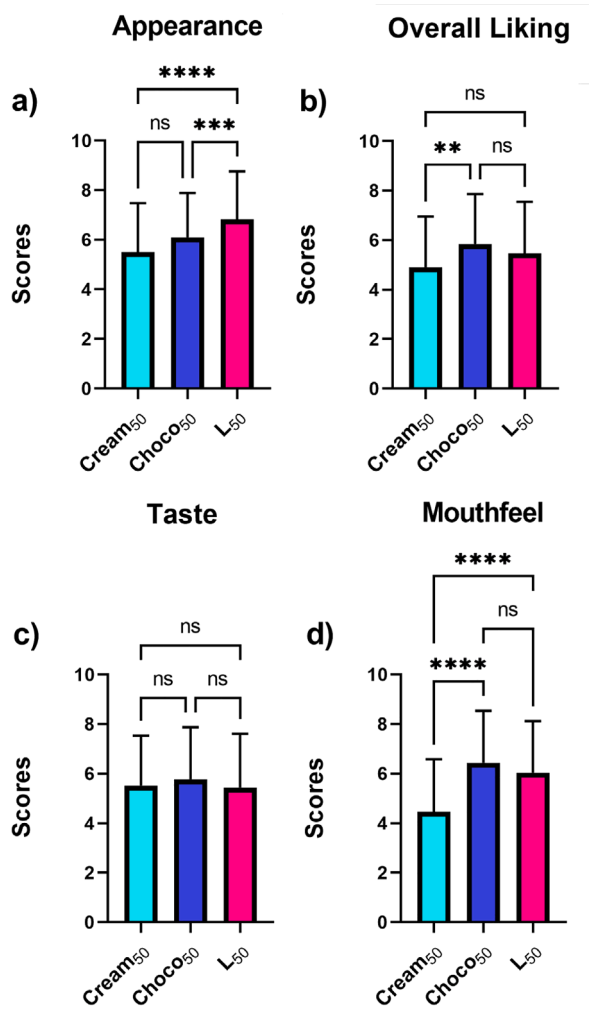 Appearance
a)
****
ns ***
10
8
6
4
2
0
Scores
Cream50 Choco50 L50
Overall Liking
b)
ns
** ns
10
8
6
4
2
0
Scores
Cream50 Choco50 L50
Taste
c)
ns
ns ns
10
8
6
4
2
0
Scores
Cream50 Choco50 L50
Mouthfeel
d)
****
ns
****
10
8
6
4
2
0
Scores
Cream50 Choco50 L50